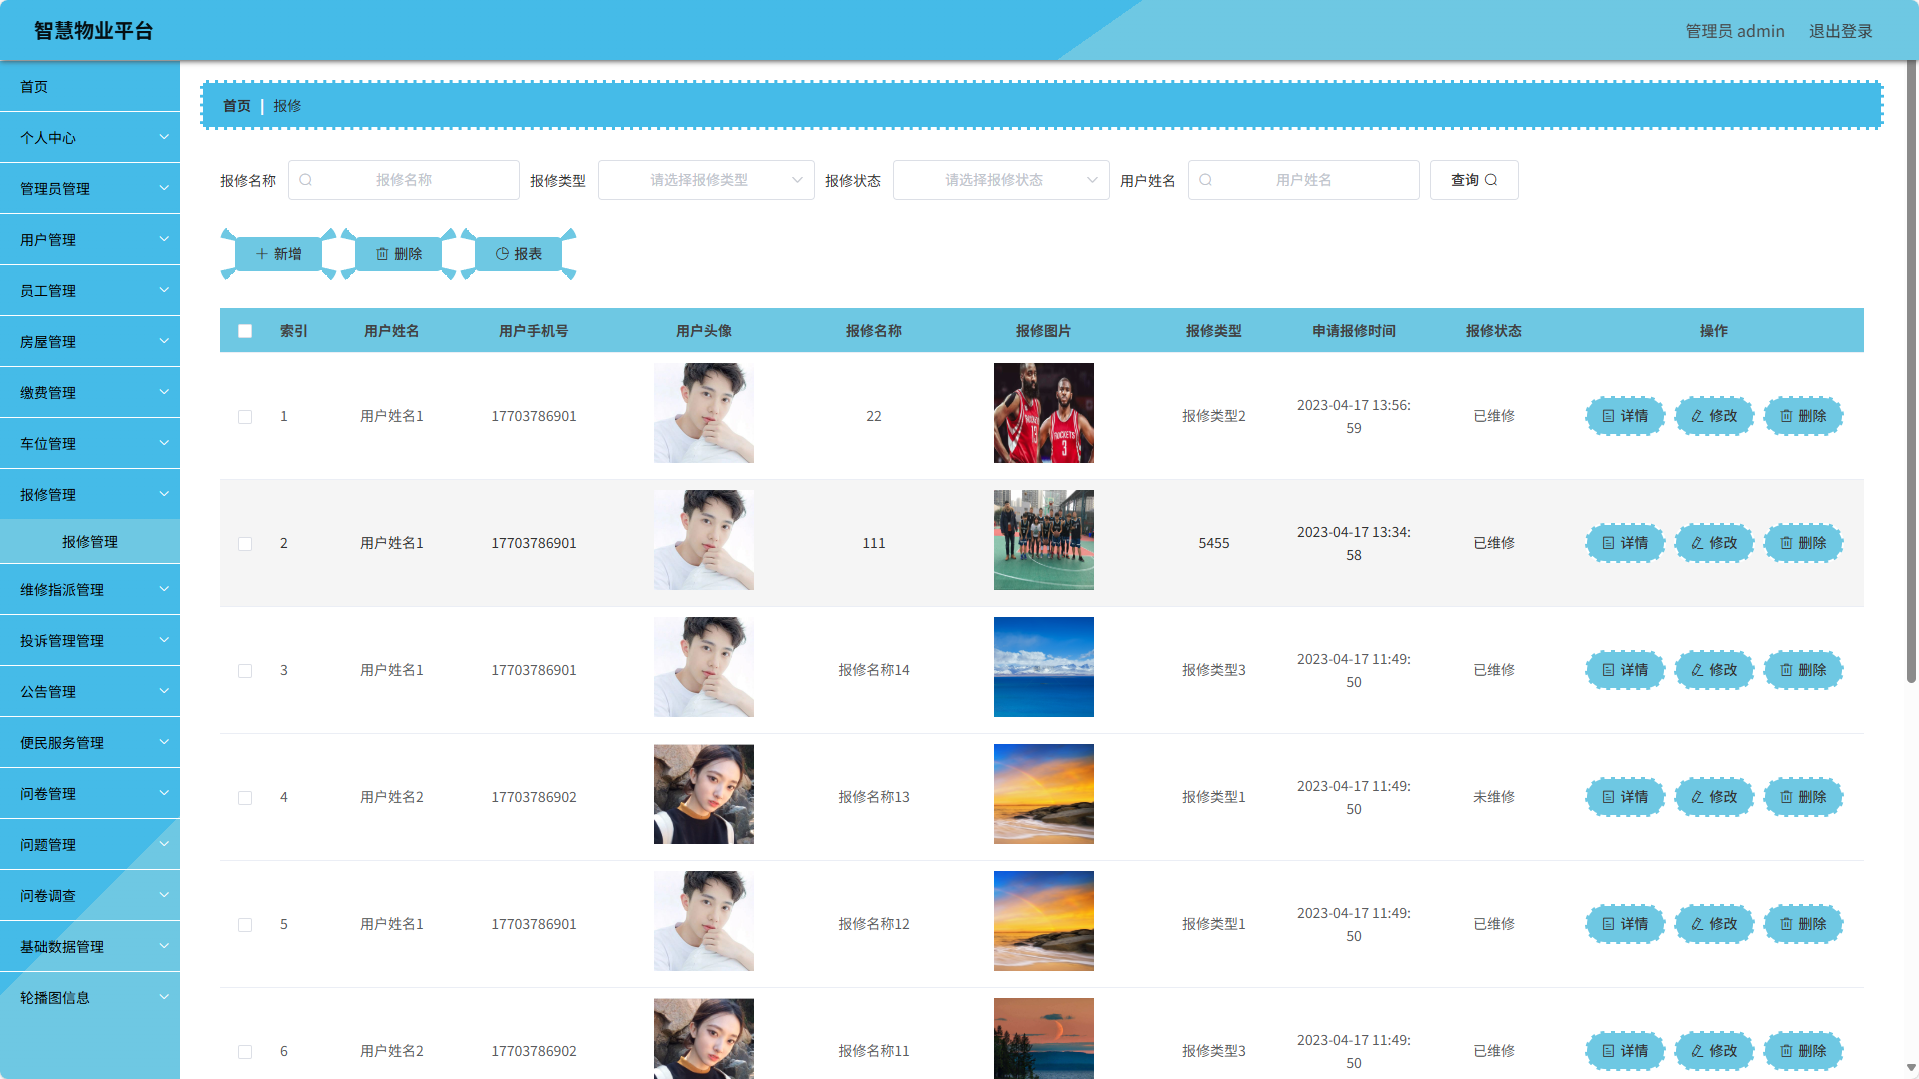 智慧物业平台
管理员 admin 退出登录
首页
个人中心
管理员管理
用户管理
员工管理
房屋管理
缴费管理
车位管理
报修管理
报修管理
维修指派管理
投诉管理管理
公告管理
便民服务管理
问卷管理
问题管理
问卷调查
基础数据管理
轮播图信息
首页 | 报修
报修名称 报修名称 报修类型 请选择报修类型 报修状态 请选择报修状态 用户姓名 用户姓名 查询
新增 删除 报表
索引 用户姓名 用户手机号 用户头像 报修名称 报修图片 报修类型 申请报修时间 报修状态 操作
1 用户姓名1 17703786901 22 报修类型2 2023-04-17 13:56:
59 已维修 详情 修改 删除
2 用户姓名1 17703786901 111 5455 2023-04-17 13:34:
58 已维修 详情 修改 删除
3 用户姓名1 17703786901 报修名称14 报修类型3 2023-04-17 11:49:
50 已维修 详情 修改 删除
4 用户姓名2 17703786902 报修名称13 报修类型1 2023-04-17 11:49:
50 未维修 详情 修改 删除
5 用户姓名1 17703786901 报修名称12 报修类型1 2023-04-17 11:49:
50 已维修 详情 修改 删除
6 用户姓名2 17703786902 报修名称11 报修类型3 2023-04-17 11:49:
50 已维修 详情 修改 删除
ROCKETS
13
ROCKETS
3